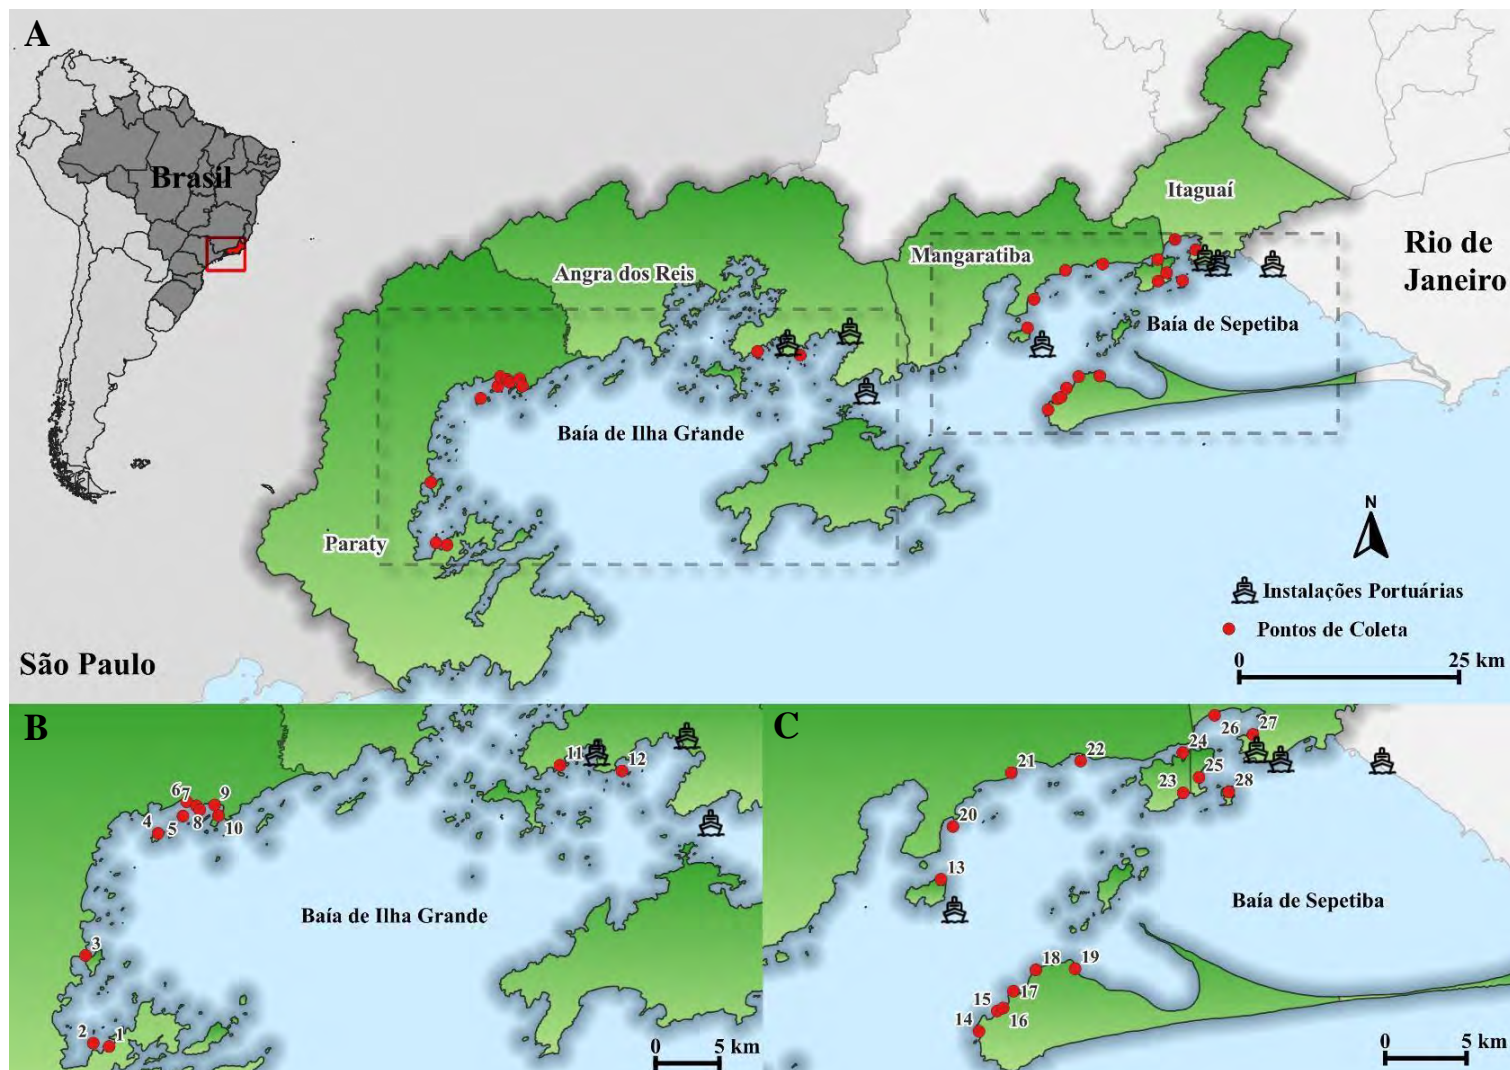 A
Brasil
Itaguaí
Rio de
Janeiro
Mangaratiba
Angra dos Reis
Baía de Sepetiba
Baía de Ilha Grande
Paraty
N
Instalações Portuárias
Pontos de Coleta
São Paulo
0 25 km
B
11
12
6 7 9
4 5 8 10
Baía de Ilha Grande
3
2 1
0 5 km
C
26 27
24
22
21
25
23 28
20
13
Baía de Sepetiba
18 19
17
15
16
14
0 5 km